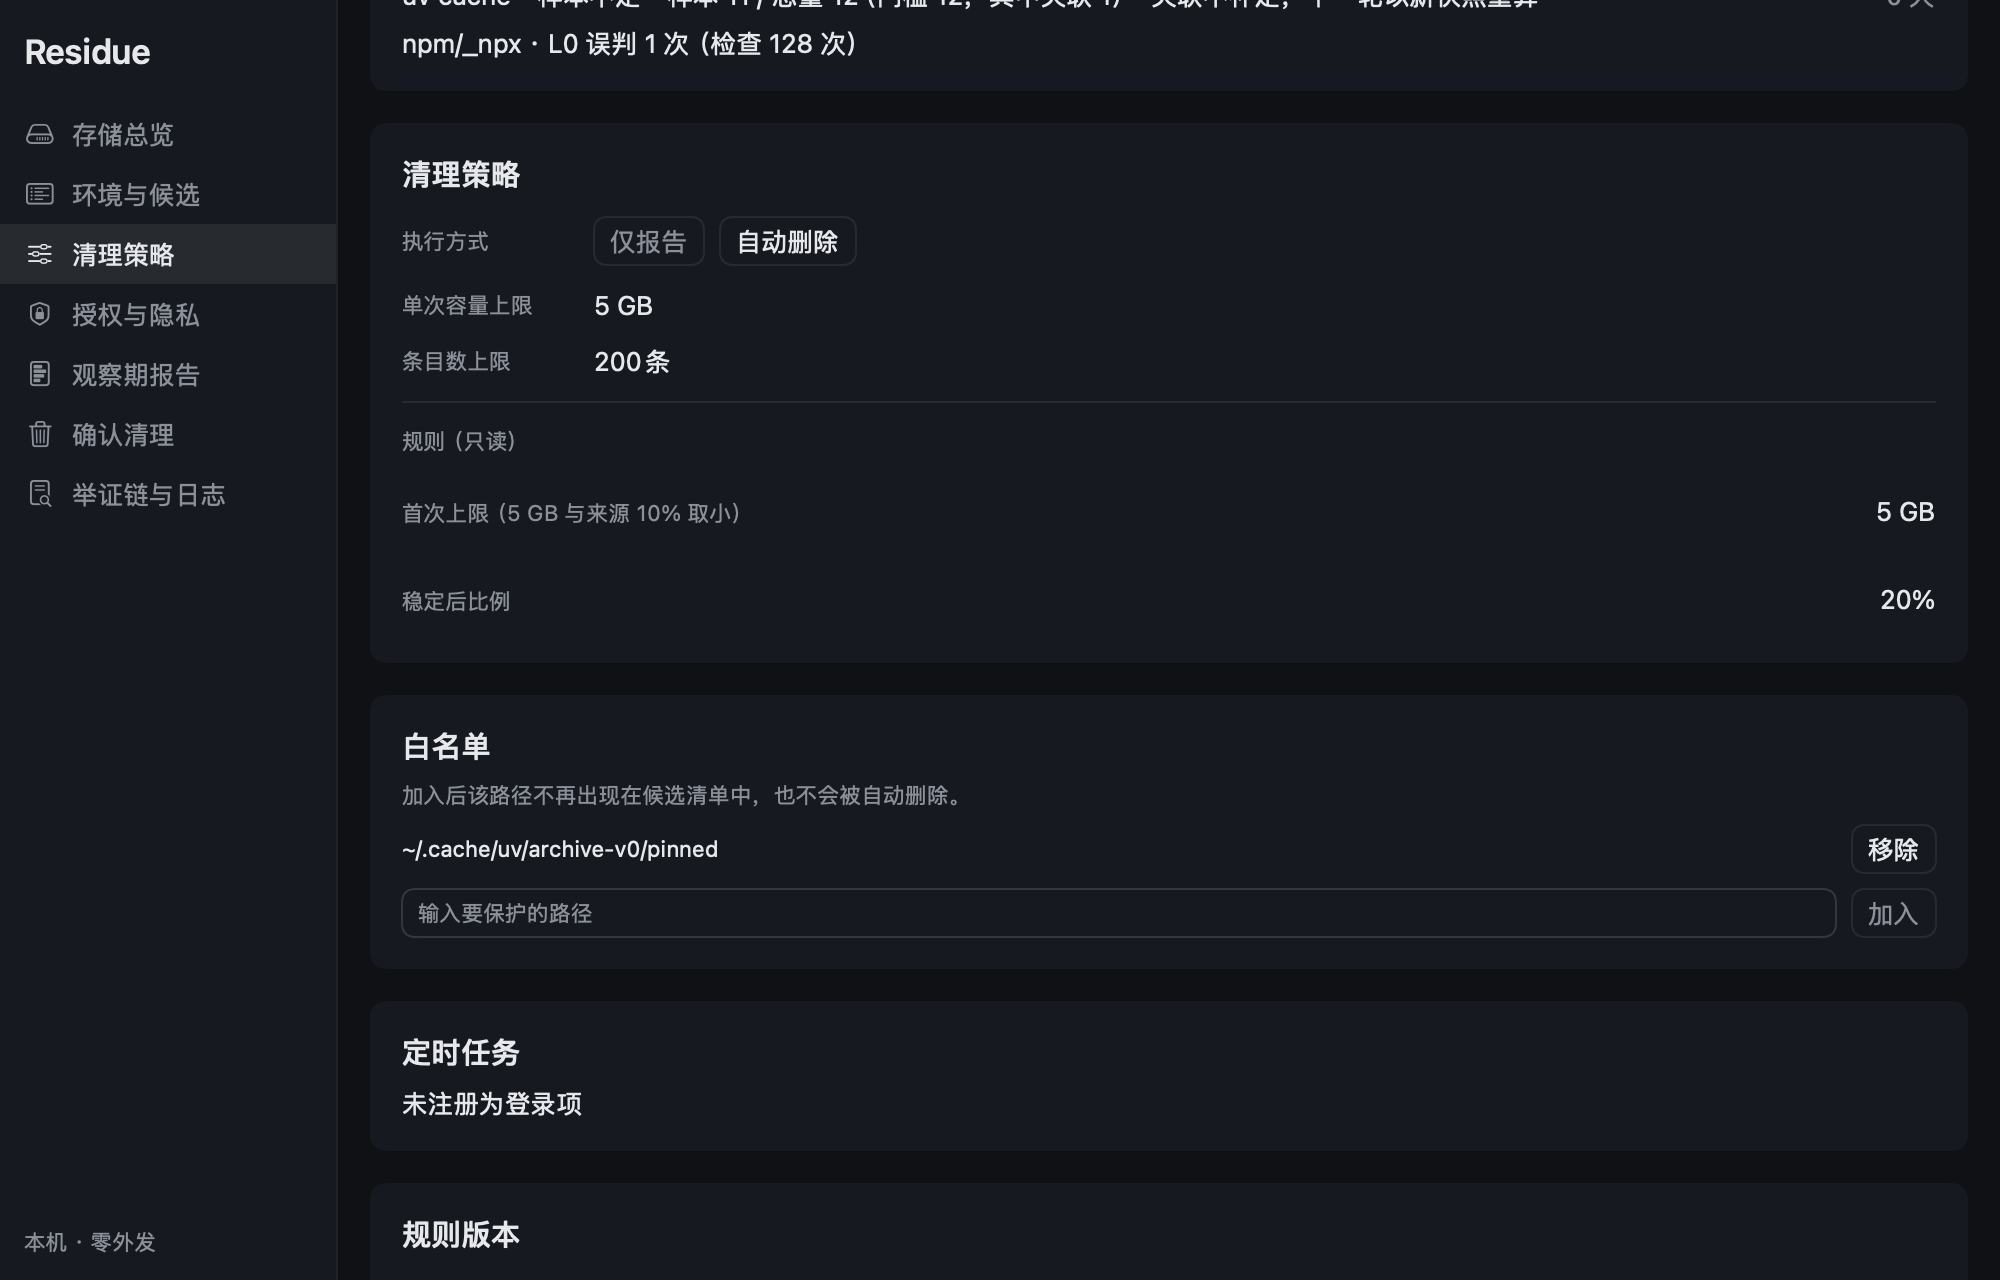 Residue
存储总览
环境与候选
清理策略
授权与隐私
观察期报告
确认清理
举证链与日志
本机 · 零外发
npm/_npx · L0 误判 1 次（检查 128 次）
清理策略
执行方式
仅报告
自动删除
单次容量上限
5 GB
条目数上限
200 条
规则（只读）
首次上限（5 GB 与来源 10% 取小）
5 GB
稳定后比例
20%
白名单
加入后该路径不再出现在候选清单中，也不会被自动删除。
~/.cache/uv/archive-v0/pinned
移除
输入要保护的路径
加入
定时任务
未注册为登录项
规则版本